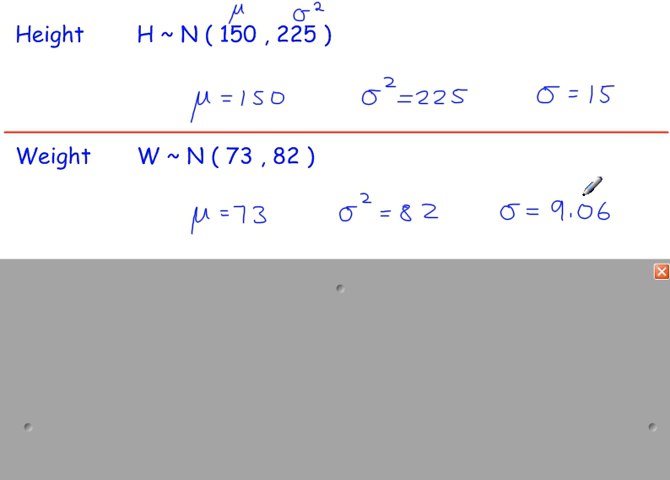 μ σ²
Height H ~ N ( 150 , 225 )
μ = 150 σ² = 225 σ = 15
Weight W ~ N ( 73 , 82 )
μ = 73 σ² = 82 σ = 9.06